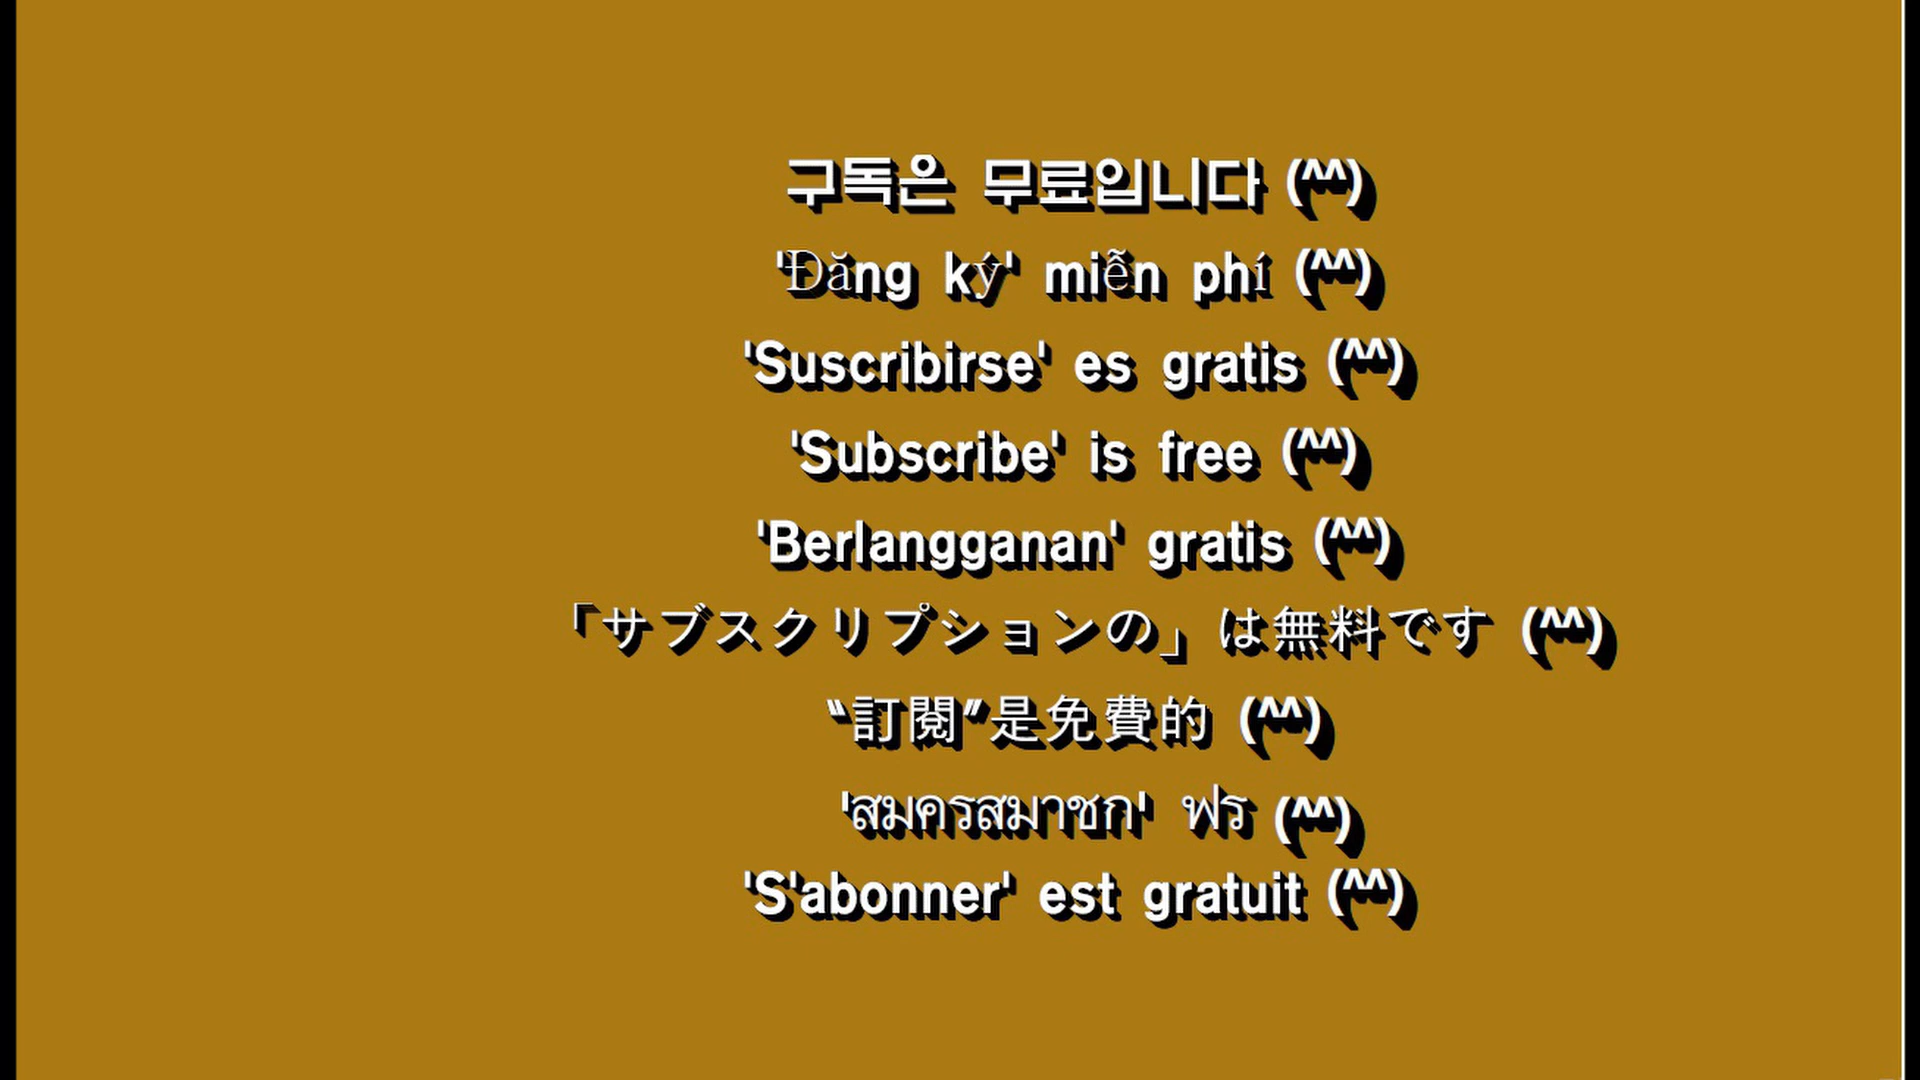 구독은 무료입니다 (^^)
'Đăng ký' miễn phí (^^)
'Suscribirse' es gratis (^^)
'Subscribe' is free (^^)
'Berlangganan' gratis (^^)
「サブスクリプションの」は無料です (^^)
“訂閱”是免費的 (^^)
'สมครสมาชก' ฟร (^^)
'S'abonner' est gratuit (^^)